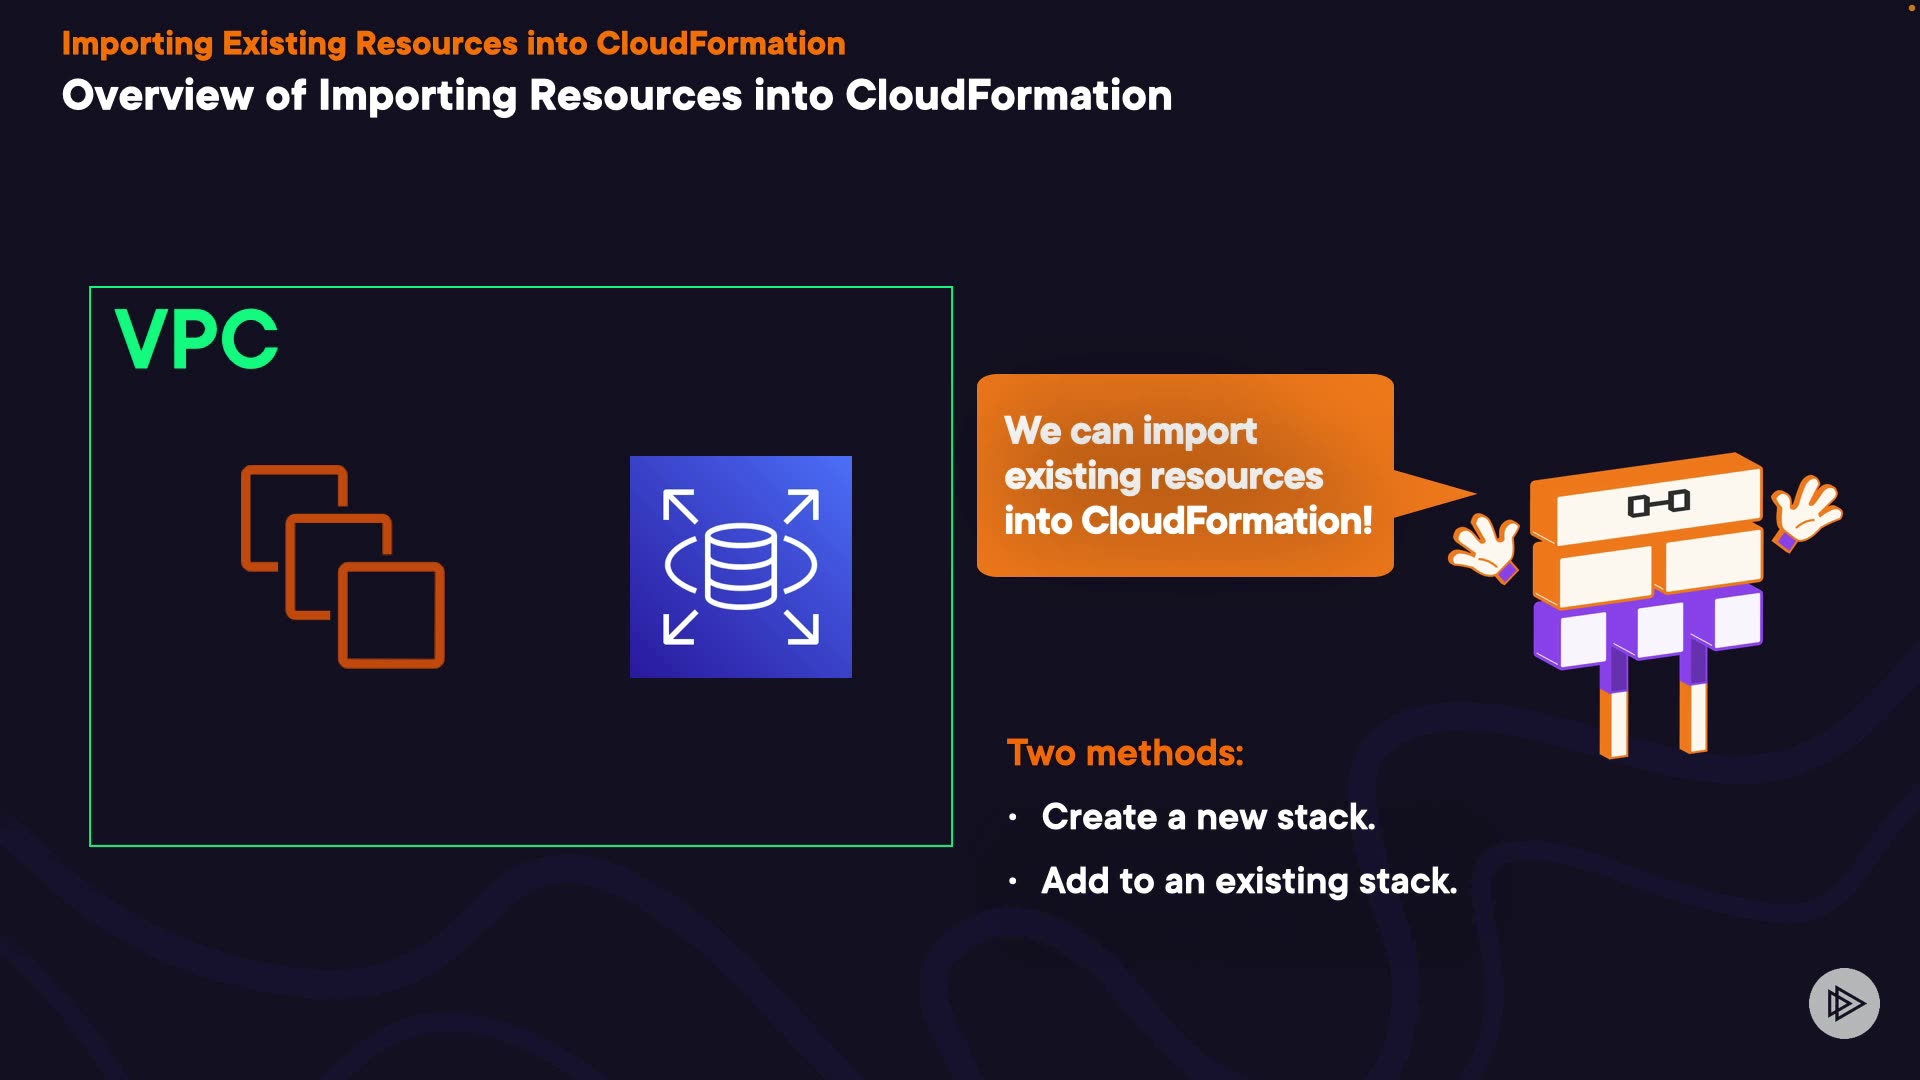 Importing Existing Resources into CloudFormation
Overview of Importing Resources into CloudFormation
VPC
We can import
existing resources
into CloudFormation!
Two methods:
• Create a new stack.
• Add to an existing stack.